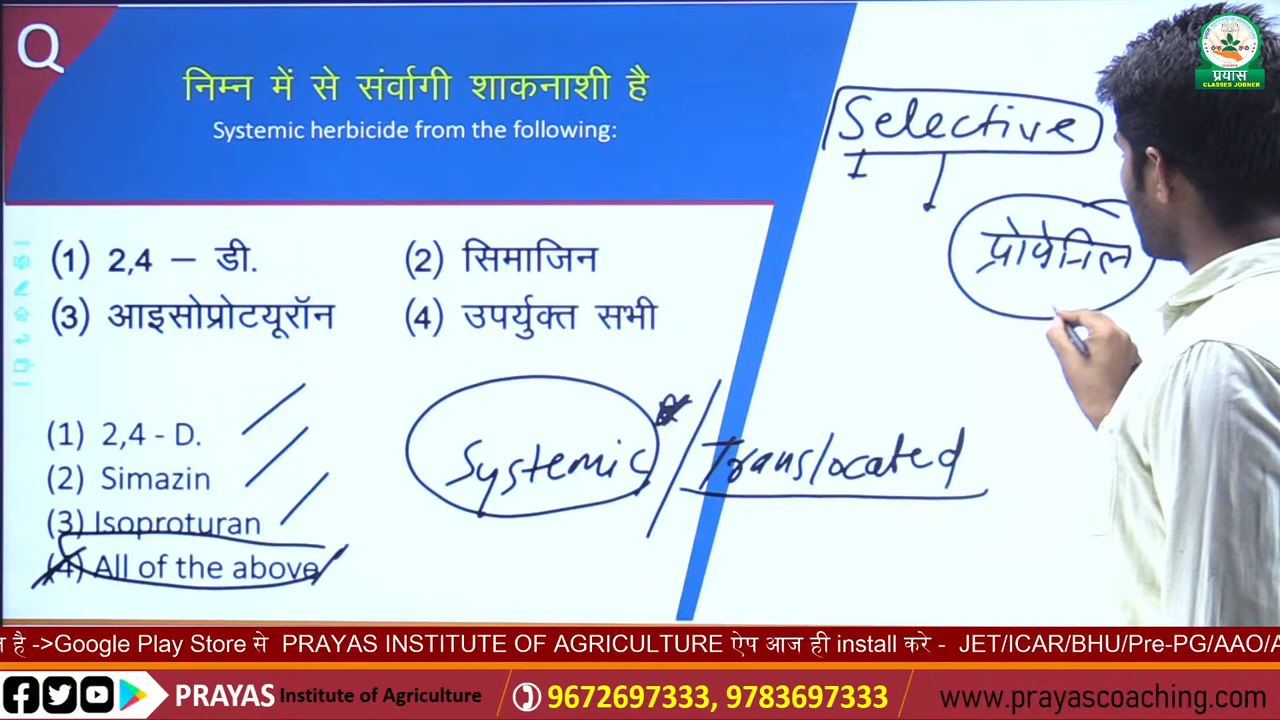 Q
निम्न में से संर्वागी शाकनाशी है
Systemic herbicide from the following:
(1) 2,4 – डी.
(2) सिमाजिन
(3) आइसोप्रोटयूरॉन
(4) उपर्युक्त सभी
(1) 2,4 - D.
(2) Simazin
(3) Isoproturan
(4) All of the above
Systemic / Translocated
Selective
प्रोपेनिल
प्रयास
CLASSES JOBNER
है ->Google Play Store से PRAYAS INSTITUTE OF AGRICULTURE ऐप आज ही install करे - JET/ICAR/BHU/Pre-PG/AAO/A
PRAYAS Institute of Agriculture
9672697333, 9783697333
www.prayascoaching.com